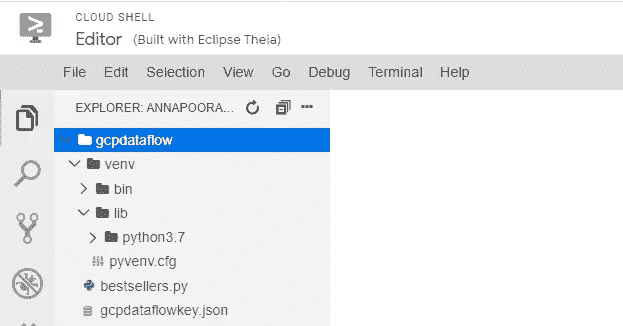 CLOUD SHELL
Editor (Built with Eclipse Theia)
File Edit Selection View Go Debug Terminal Help
EXPLORER: ANNAPOORA...
gcpdataflow
venv
bin
lib
python3.7
pyvenv.cfg
bestsellers.py
gcpdataflowkey.json